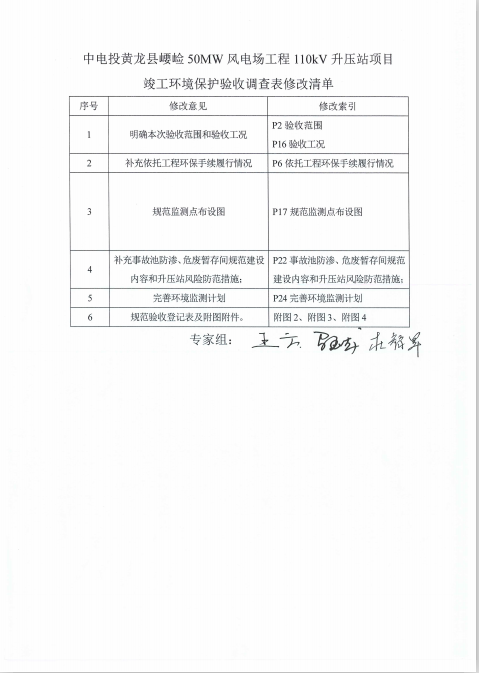 中电投黄龙县崾崄 50MW 风电场工程 110kV 升压站项目
竣工环境保护验收调查表修改清单
序号 修改意见 修改索引
1 明确本次验收范围和验收工况 P2 验收范围
P16 验收工况
2 补充依托工程环保手续履行情况 P6 依托工程环保手续履行情况
3 规范监测点布设图 P17 规范监测点布设图
4 补充事故池防渗、危废暂存间规范建设 P22 事故池防渗、危废暂存间规范
内容和升压站风险防范措施; 建设内容和升压站风险防范措施;
5 完善环境监测计划 P24 完善环境监测计划
6 规范验收登记表及附图附件。 附图 2、附图 3、附图 4
专家组： 王云